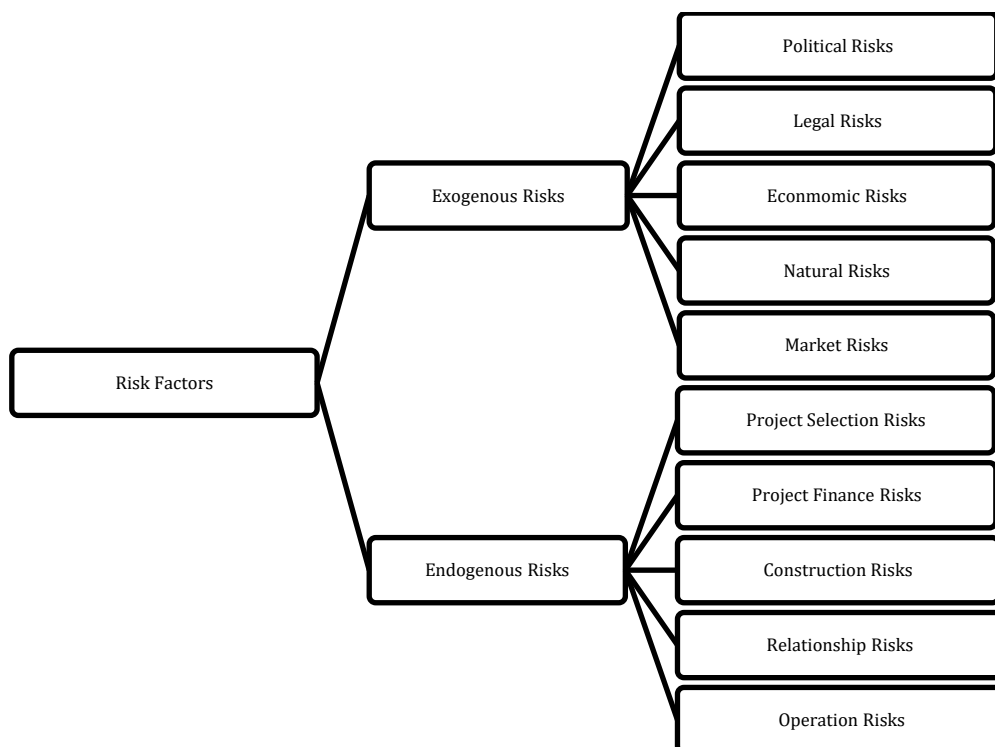 Political Risks
Legal Risks
Exogenous Risks
Econmomic Risks
Natural Risks
Market Risks
Risk Factors
Project Selection Risks
Project Finance Risks
Endogenous Risks
Construction Risks
Relationship Risks
Operation Risks